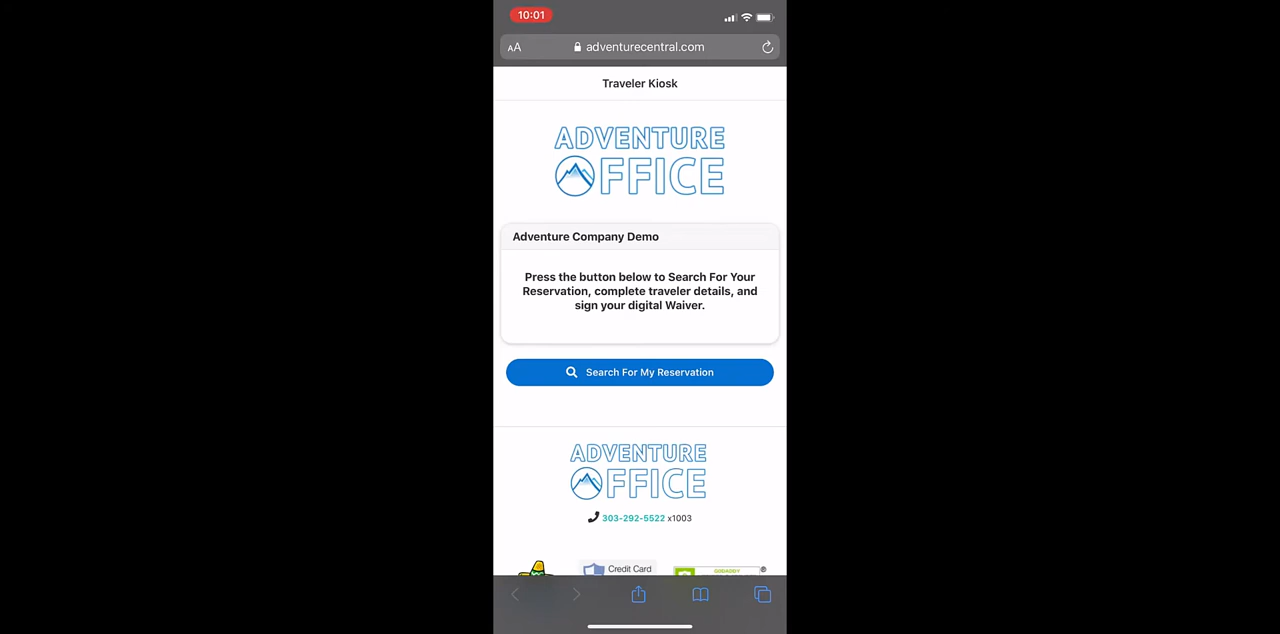 10:01
AA adventurecentral.com
Traveler Kiosk
ADVENTURE
OFFICE
Adventure Company Demo
Press the button below to Search For Your
Reservation, complete traveler details, and
sign your digital Waiver.
Search For My Reservation
ADVENTURE
OFFICE
303-292-5522 x1003
Credit Card
GODADDY